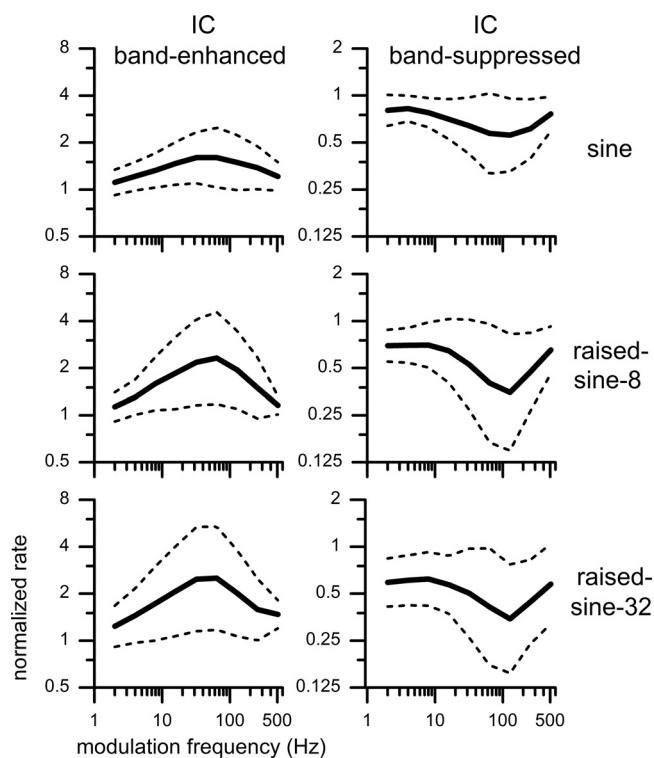 IC
band-enhanced
IC
band-suppressed
8
4
2
1
0.5
2
1
0.5
0.25
0.125
sine
8
4
2
1
0.5
2
1
0.5
0.25
0.125
raised-
sine-8
8
4
2
1
0.5
2
1
0.5
0.25
0.125
raised-
sine-32
normalized rate
1 10 100 500
1 10 100 500
modulation frequency (Hz)